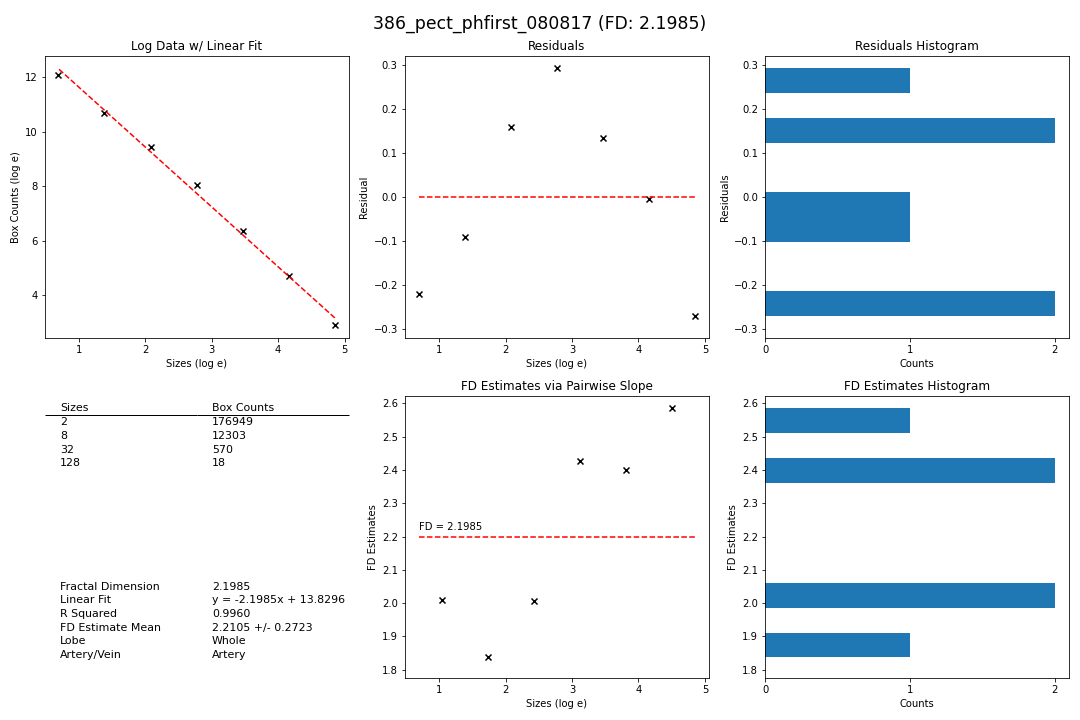 386_pect_phfirst_080817 (FD: 2.1985)
Log Data w/ Linear Fit
12
10
8
6
4
Box Counts (log e)
1 2 3 4 5
Sizes (log e)
Residuals
0.3
0.2
0.1
0.0
−0.1
−0.2
−0.3
Residual
1 2 3 4 5
Sizes (log e)
Residuals Histogram
0.3
0.2
0.1
0.0
−0.1
−0.2
−0.3
Residuals
0 1 2
Counts
Sizes Box Counts
2 176949
8 12303
32 570
128 18
Fractal Dimension 2.1985
Linear Fit y = -2.1985x + 13.8296
R Squared 0.9960
FD Estimate Mean 2.2105 +/- 0.2723
Lobe Whole
Artery/Vein Artery
FD Estimates via Pairwise Slope
2.6
2.5
2.4
2.3
2.2
2.1
2.0
1.9
1.8
FD Estimates
FD = 2.1985
1 2 3 4 5
Sizes (log e)
FD Estimates Histogram
2.6
2.5
2.4
2.3
2.2
2.1
2.0
1.9
1.8
FD Estimates
0 1 2
Counts